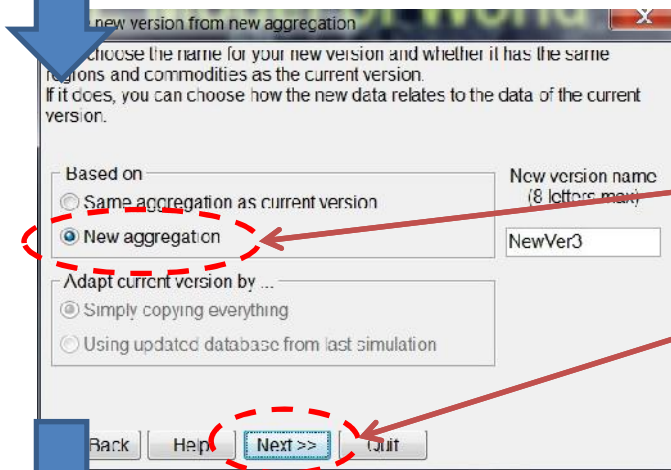 new version from new aggregation
choose the name for your new version and whether it has the same
regions and commodities as the current version.
If it does, you can choose how the new data relates to the data of the current
version.
Based on
Same aggregation as current version
New aggregation
New version name
(8 letters max)
NewVer3
Adapt current version by ...
Simply copying everything
Using updated database from last simulation
Back
Help
Next >>
Quit